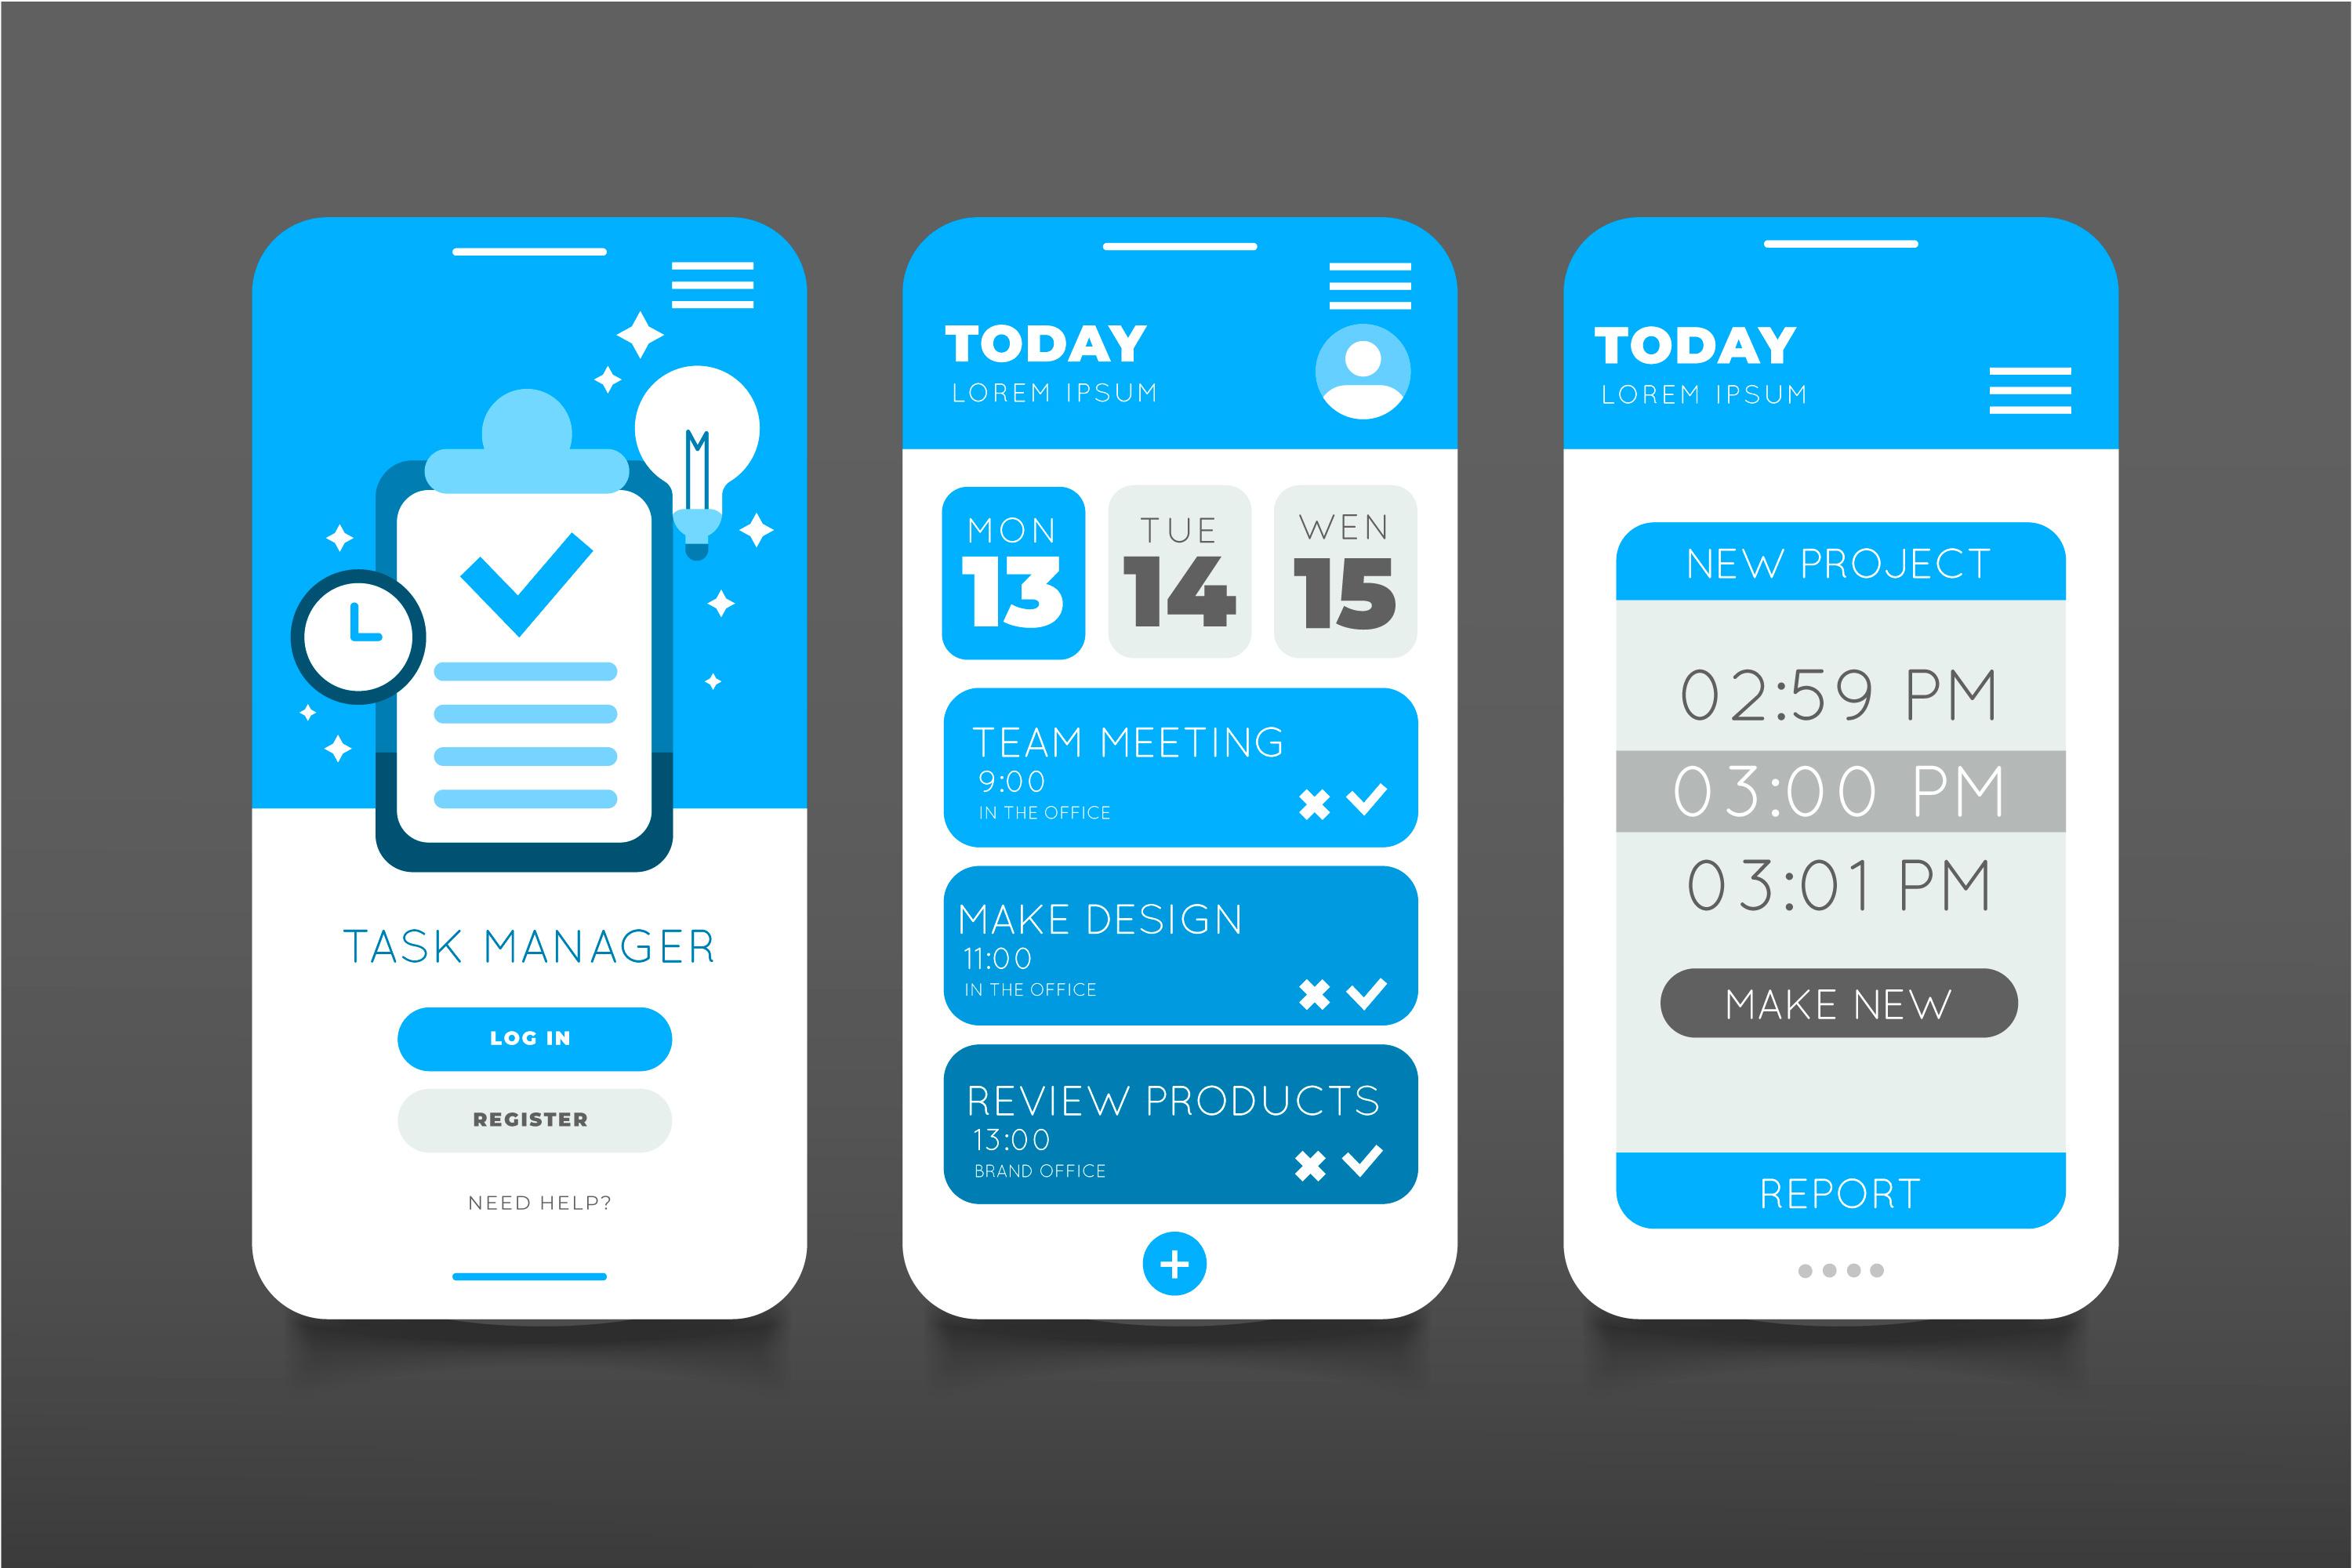 TASK MANAGER
LOG IN
REGISTER
NEED HELP?
TODAY
LOREM IPSUM
MON
13
TUE
14
WEN
15
TEAM MEETING
9:00
IN THE OFFICE
MAKE DESIGN
11:00
IN THE OFFICE
REVIEW PRODUCTS
13:00
BRAND OFFICE
TODAY
LOREM IPSUM
NEW PROJECT
02:59 PM
03:00 PM
03:01 PM
MAKE NEW
REPORT